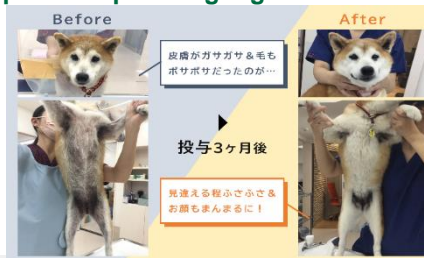 Before
After
皮膚がガサガサ&毛も
ボサボサだったのが…
投与3ヶ月後
見違える程ふさふさ&
お顔もまんまるに！